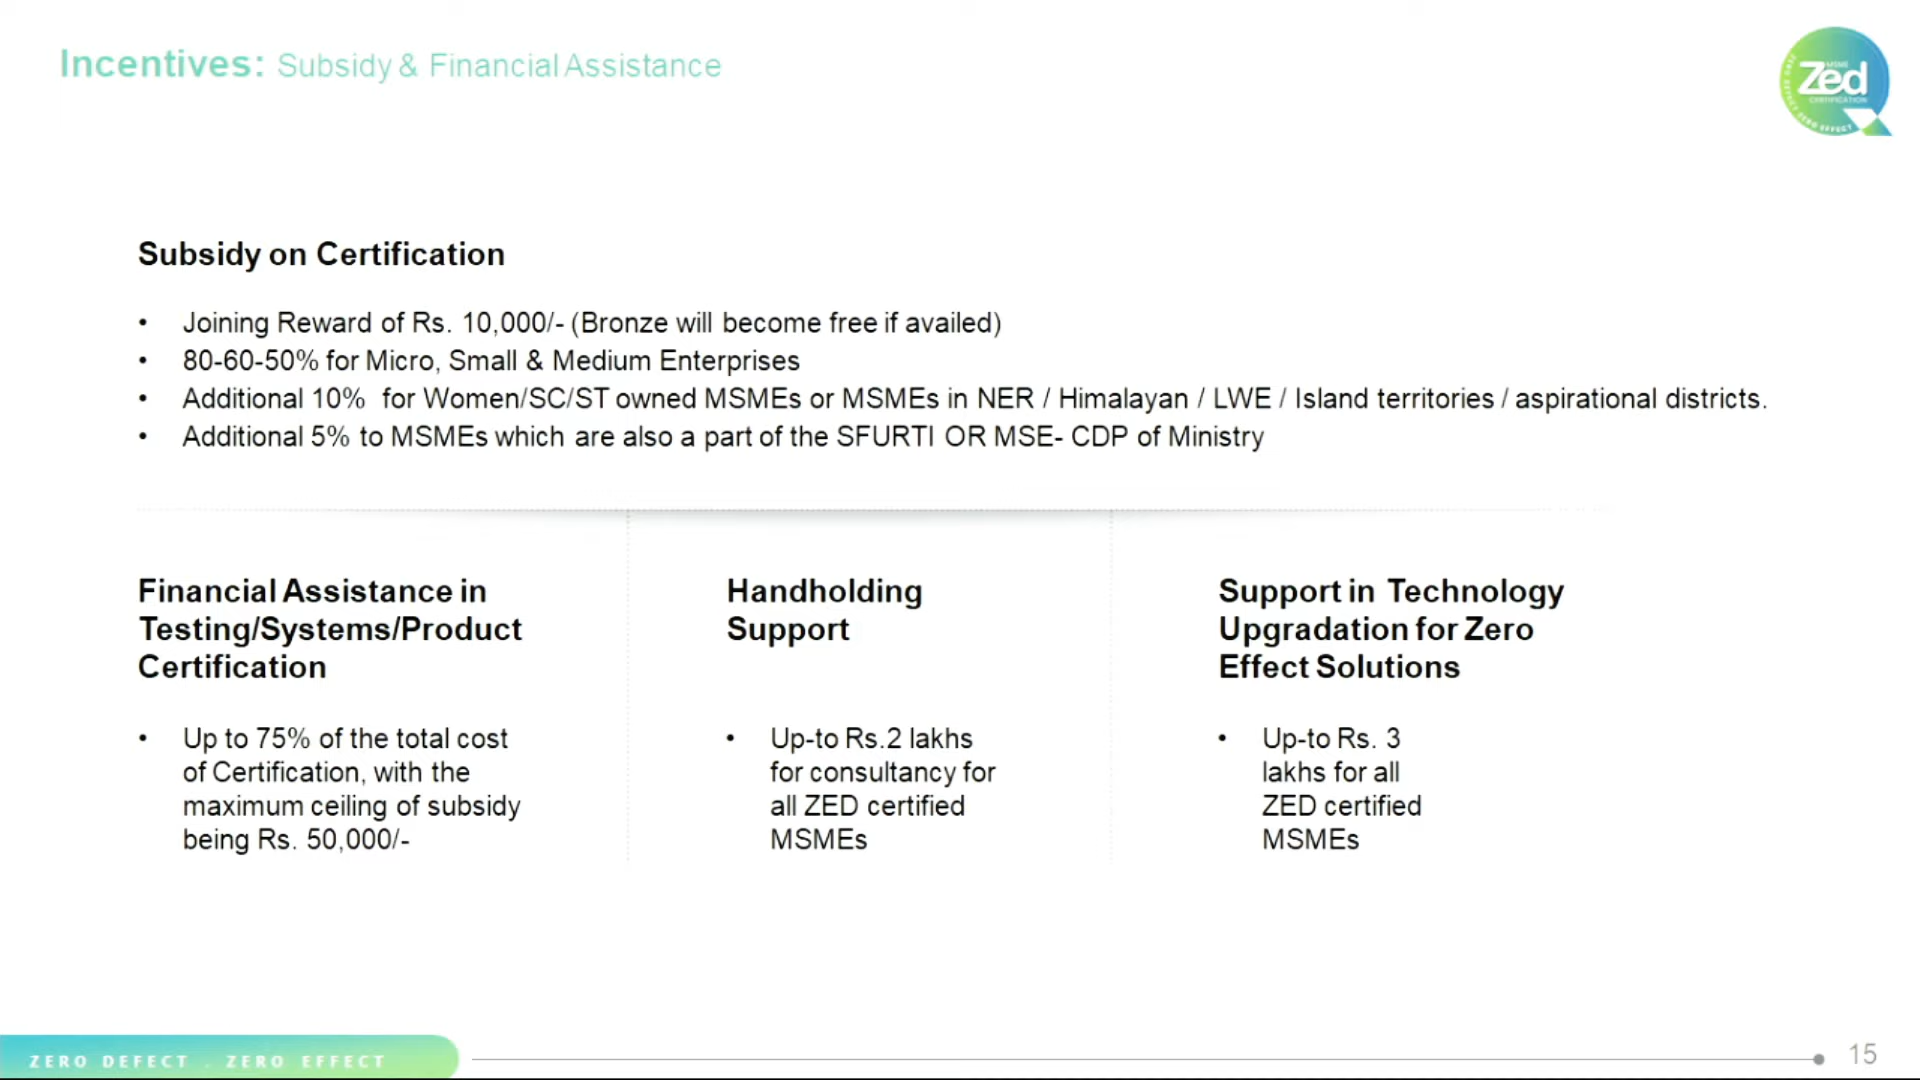 Incentives: Subsidy & Financial Assistance
MSME
Zed
CERTIFICATION
ZERO DEFECT ZERO EFFECT
Subsidy on Certification
• Joining Reward of Rs. 10,000/- (Bronze will become free if availed)
• 80-60-50% for Micro, Small & Medium Enterprises
• Additional 10% for Women/SC/ST owned MSMEs or MSMEs in NER / Himalayan / LWE / Island territories / aspirational districts.
• Additional 5% to MSMEs which are also a part of the SFURTI OR MSE- CDP of Ministry
Financial Assistance in
Testing/Systems/Product
Certification
• Up to 75% of the total cost
of Certification, with the
maximum ceiling of subsidy
being Rs. 50,000/-
Handholding
Support
• Up-to Rs.2 lakhs
for consultancy for
all ZED certified
MSMEs
Support in Technology
Upgradation for Zero
Effect Solutions
• Up-to Rs. 3
lakhs for all
ZED certified
MSMEs
ZERO DEFECT . ZERO EFFECT
15